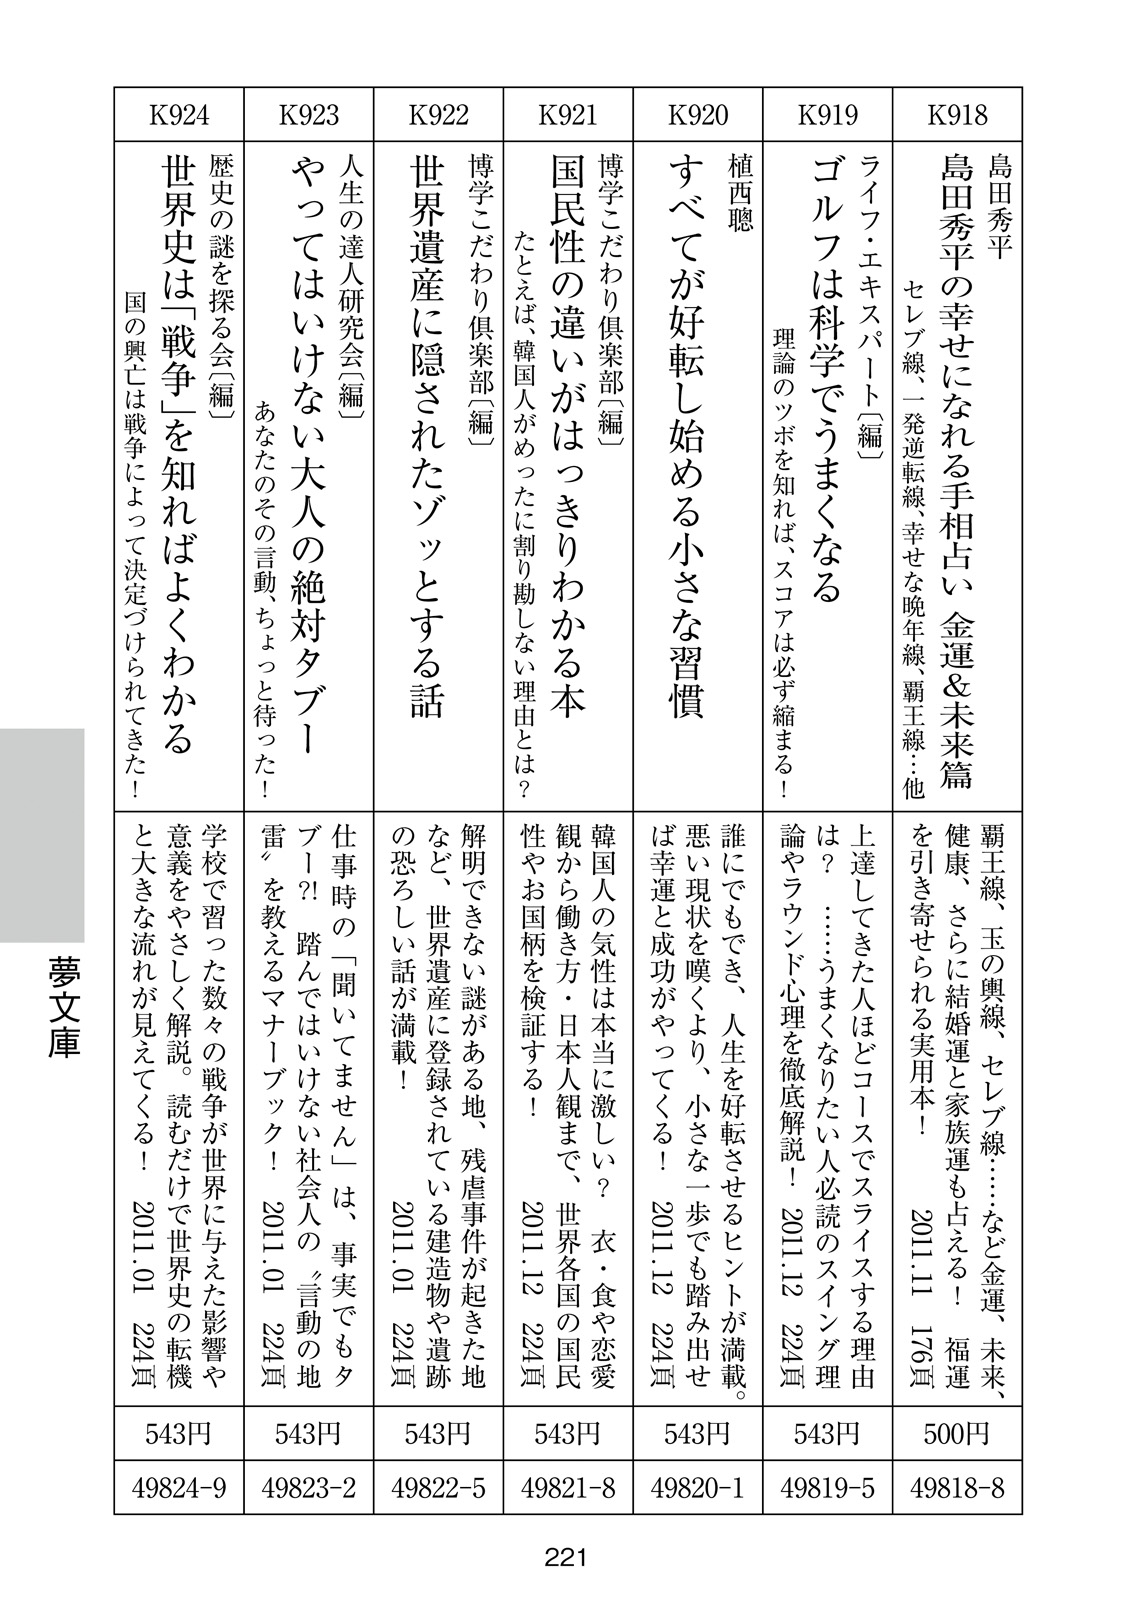 K918
島田秀平
島田秀平の幸せになれる手相占い 金運&未来篇
セレブ線、一発逆転線、幸せな晩年線、覇王線…他
覇王線、玉の輿線、セレブ線……など金運、未来、
健康、さらに結婚運と家族運も占える！　福運
を引き寄せられる実用本！　2011.11　176頁
500円
49818-8
K919
ライフ・エキスパート〔編〕
ゴルフは科学でうまくなる
理論のツボを知れば、スコアは必ず縮まる！
上達してきた人ほどコースでスライスする理由
は？　……うまくなりたい人必読のスイング理
論やラウンド心理を徹底解説！　2011.12　224頁
543円
49819-5
K920
植西聰
すべてが好転し始める小さな習慣
誰にでもでき、人生を好転させるヒントが満載。
悪い現状を嘆くより、小さな一歩でも踏み出せ
ば幸運と成功がやってくる！　2011.12　224頁
543円
49820-1
K921
博学こだわり倶楽部〔編〕
国民性の違いがはっきりわかる本
たとえば、韓国人がめったに割り勘しない理由とは？
韓国人の気性は本当に激しい？　衣・食や恋愛
観から働き方・日本人観まで、世界各国の国民
性やお国柄を検証する！　2011.12　224頁
543円
49821-8
K922
博学こだわり倶楽部〔編〕
世界遺産に隠されたゾッとする話
解明できない謎がある地、残虐事件が起きた地
など、世界遺産に登録されている建造物や遺跡
の恐ろしい話が満載！　2011.01　224頁
543円
49822-5
K923
人生の達人研究会〔編〕
やってはいけない大人の絶対タブー
あなたのその言動、ちょっと待った！
仕事時の「聞いてません」は、事実でもタ
ブー?!　踏んではいけない社会人の〝言動の地
雷〟を教えるマナーブック！　2011.01　224頁
543円
49823-2
K924
歴史の謎を探る会〔編〕
世界史は「戦争」を知ればよくわかる
国の興亡は戦争によって決定づけられてきた！
学校で習った数々の戦争が世界に与えた影響や
意義をやさしく解説。読むだけで世界史の転機
と大きな流れが見えてくる！　2011.01　224頁
543円
49824-9
夢文庫
221